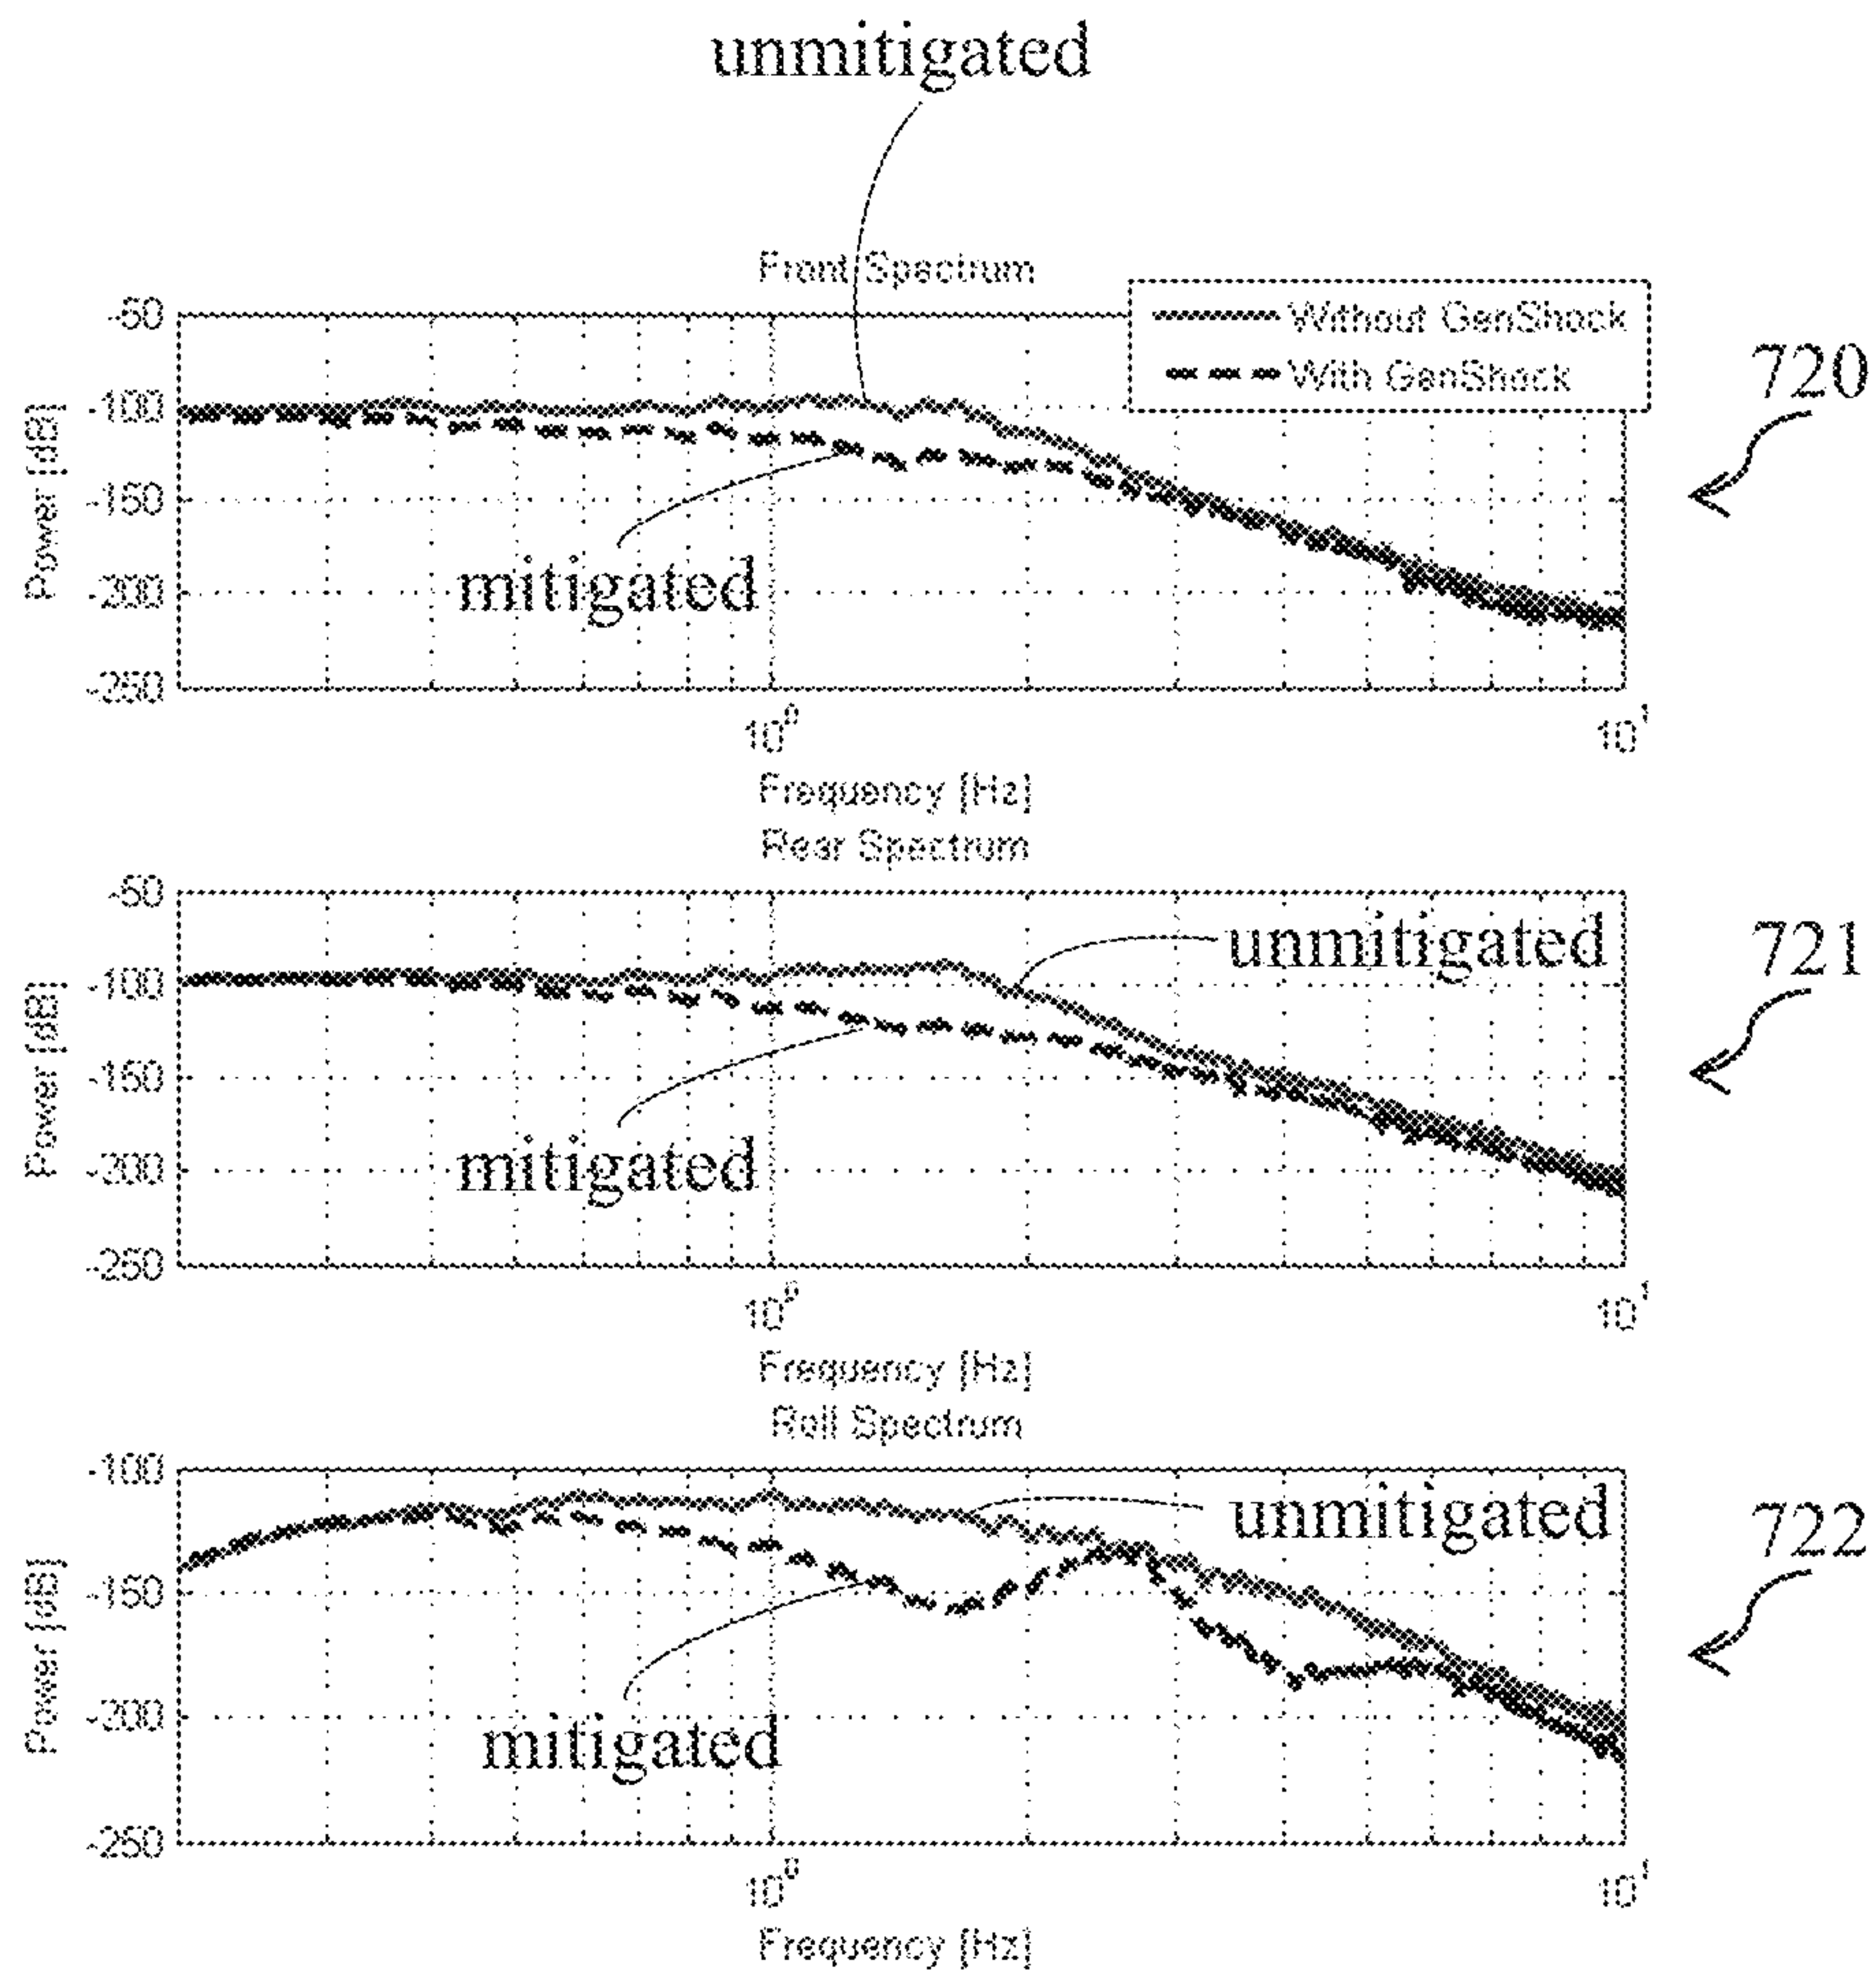 unmitigated
Front Spectrum
Without GenShock
With GenShock
720
-50
-100
-150
-200
-250
Power [dB]
mitigated
10^0
10^1
Frequency [Hz]
Rear Spectrum
-50
-100
-150
-200
-250
Power [dB]
unmitigated
721
mitigated
10^0
10^1
Frequency [Hz]
Roll Spectrum
-100
-150
-200
-250
Power [dB]
unmitigated
722
mitigated
10^0
10^1
Frequency [Hz]